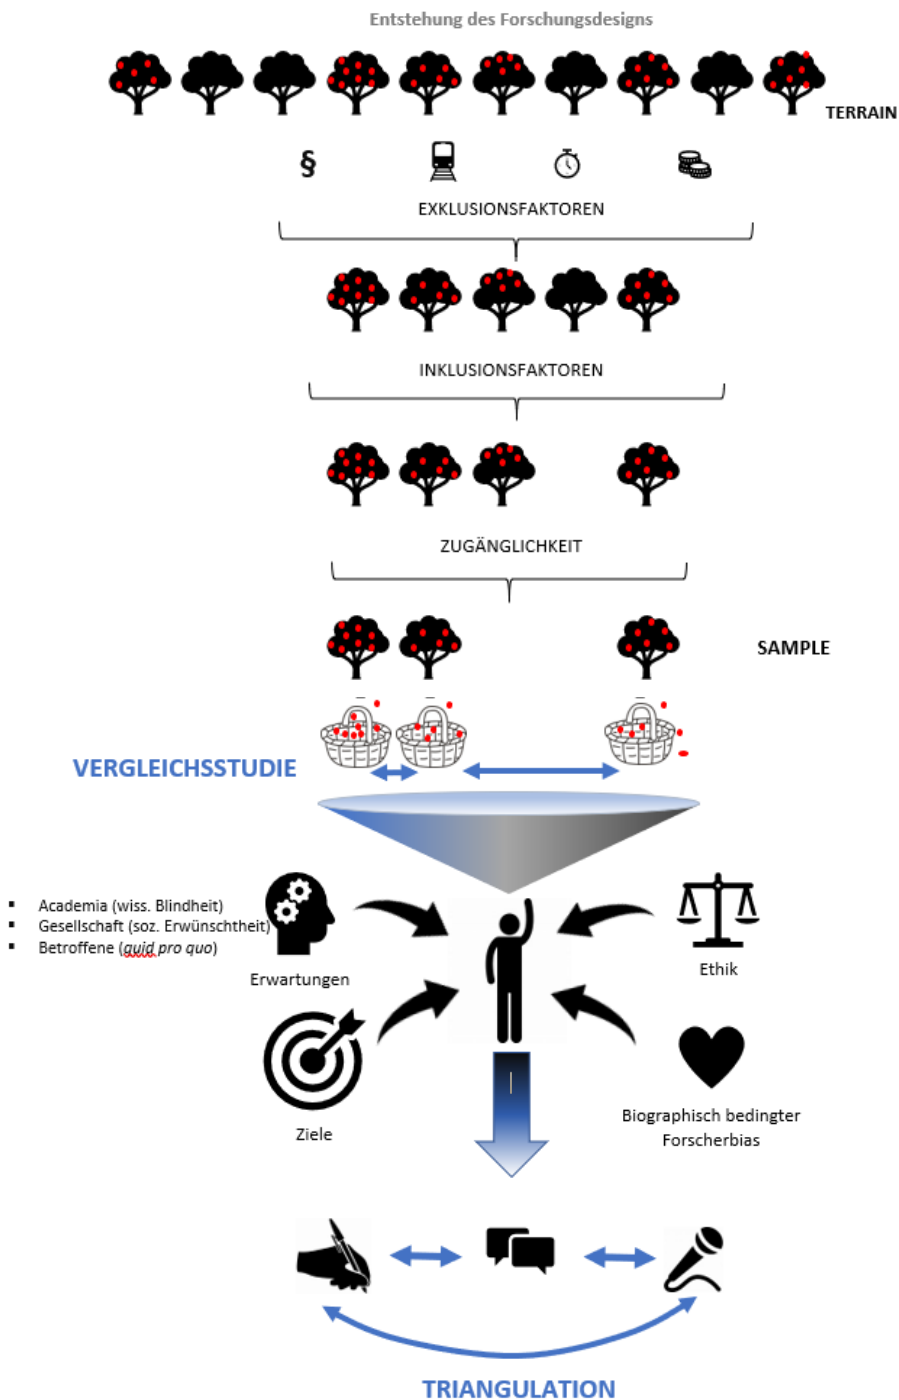 Entstehung des Forschungsdesigns
TERRAIN
§
EXKLUSIONSFAKTOREN
INKLUSIONSFAKTOREN
ZUGÄNGLICHKEIT
SAMPLE
VERGLEICHSSTUDIE
▪ Academia (wiss. Blindheit)
▪ Gesellschaft (soz. Erwünschtheit)
▪ Betroffene (quid pro quo)
Erwartungen
Ethik
Ziele
Biographisch bedingter
Forscherbias
TRIANGULATION